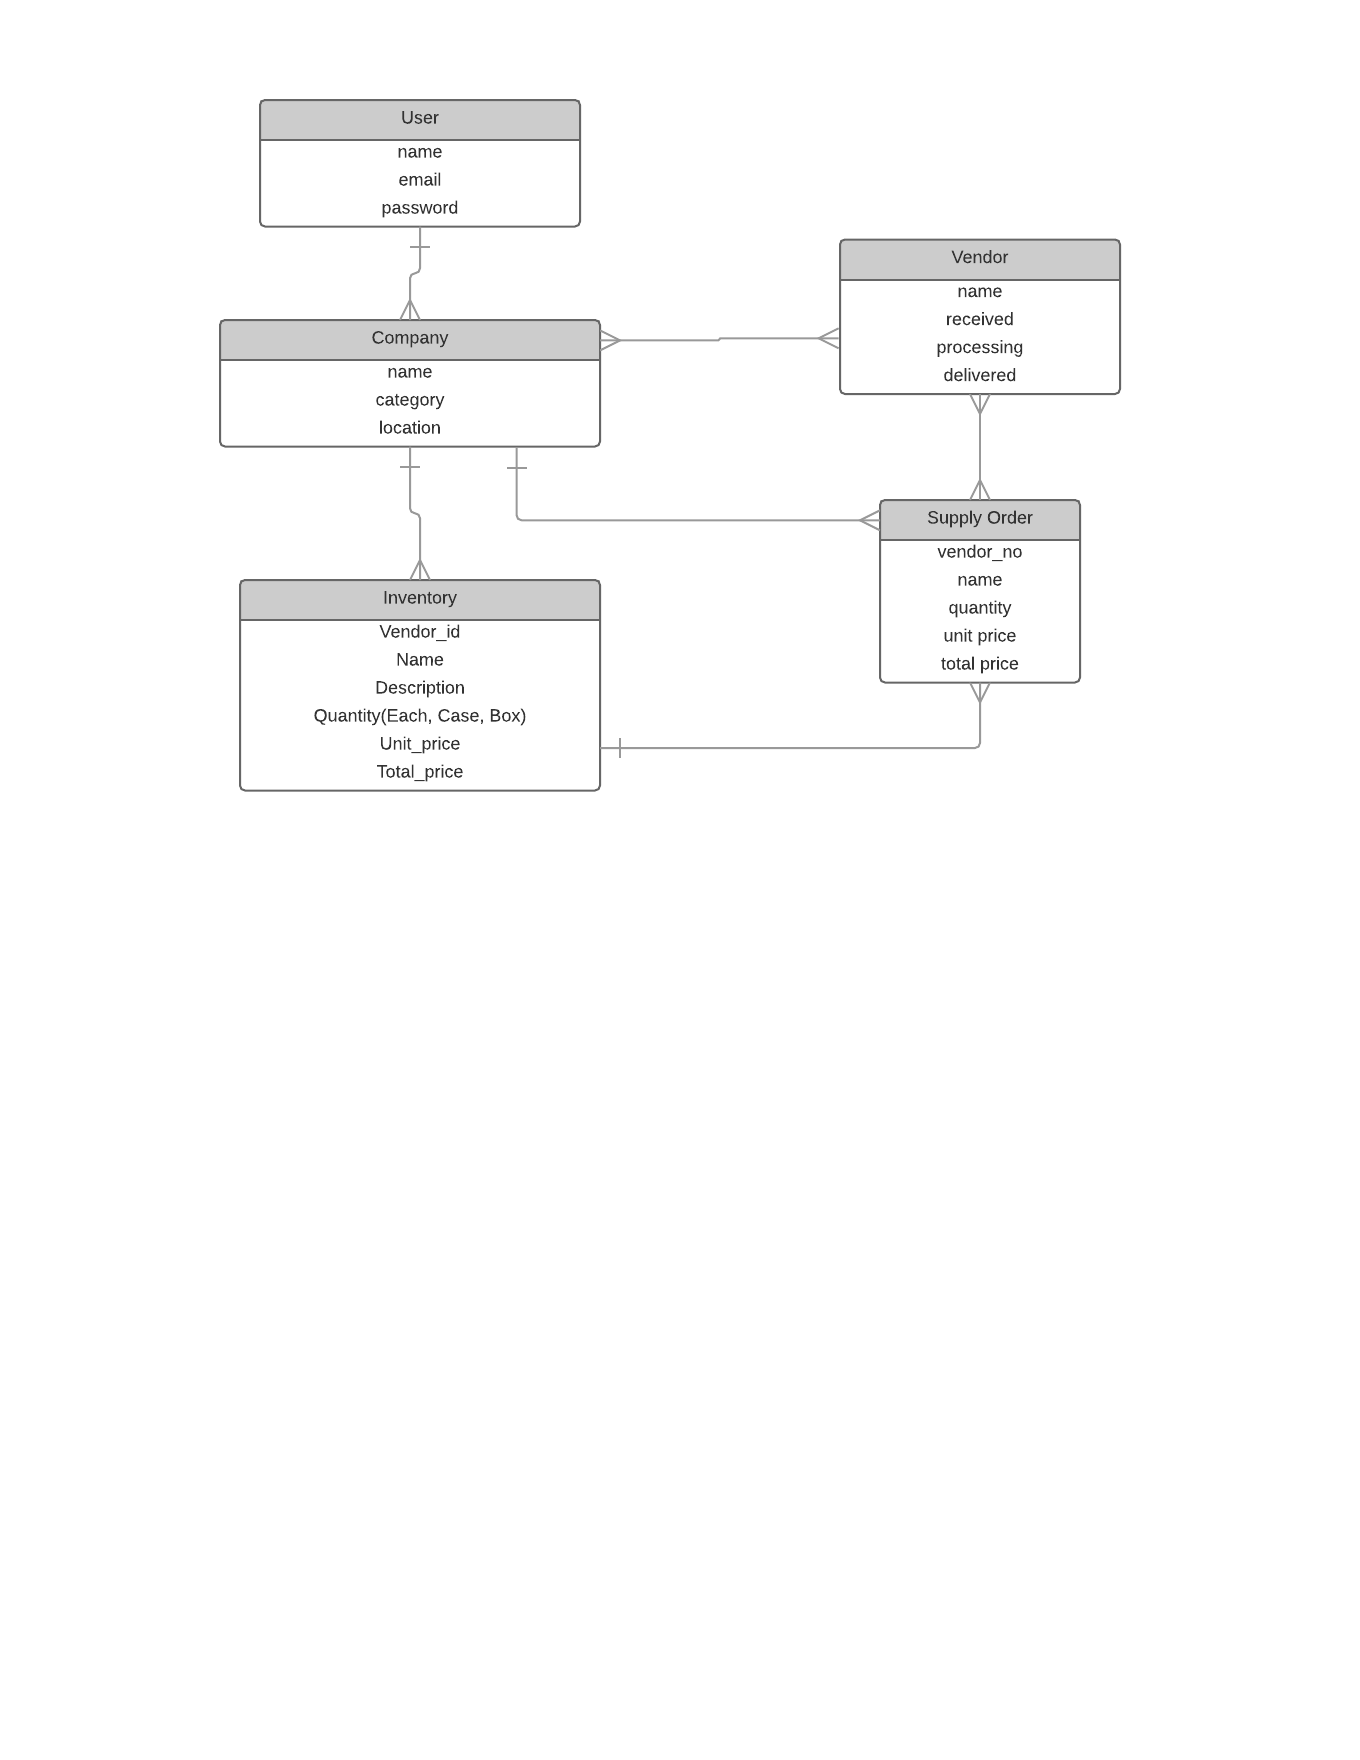 User
name
email
password
Company
name
category
location
Vendor
name
received
processing
delivered
Supply Order
vendor_no
name
quantity
unit price
total price
Inventory
Vendor_id
Name
Description
Quantity(Each, Case, Box)
Unit_price
Total_price